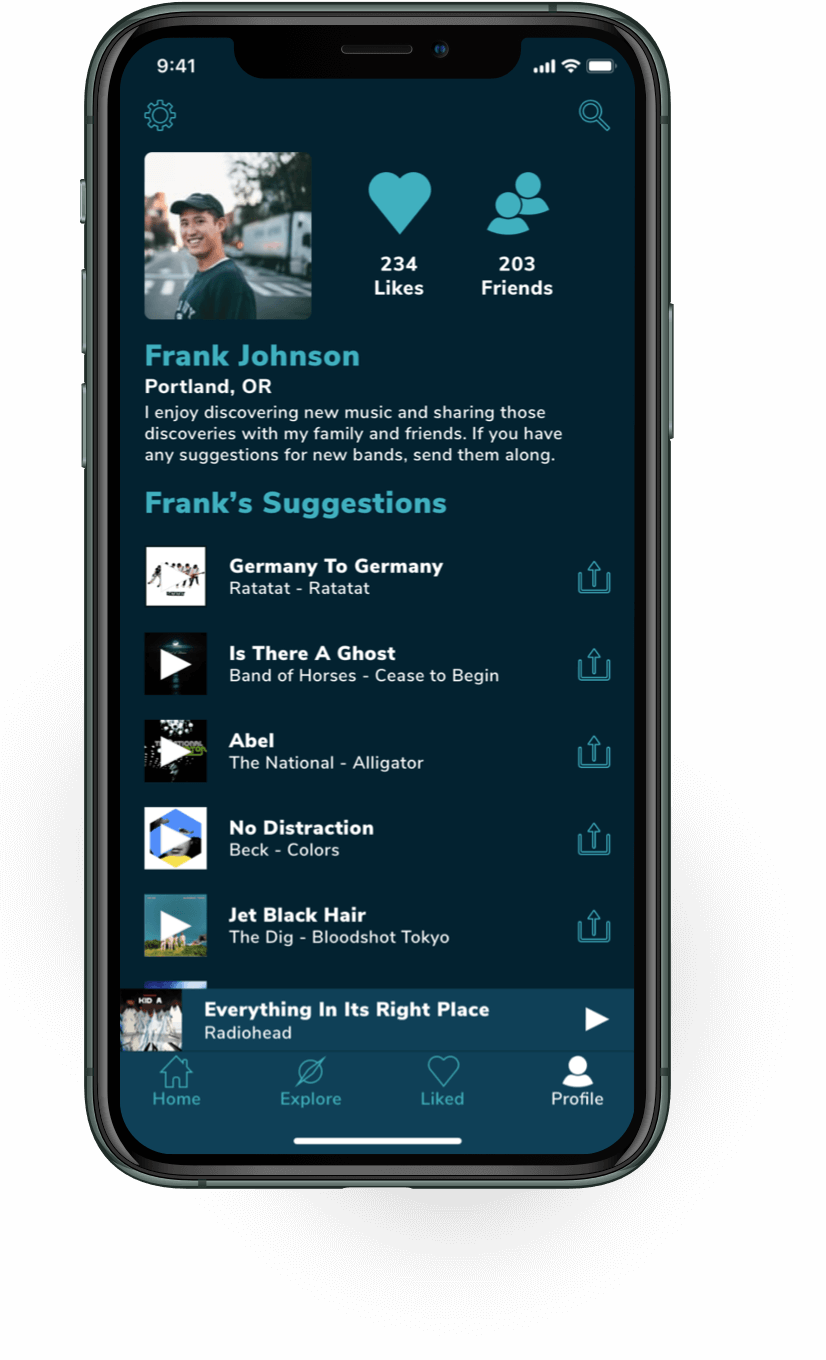 9:41
234
Likes
203
Friends
Frank Johnson
Portland, OR
I enjoy discovering new music and sharing those
discoveries with my family and friends. If you have
any suggestions for new bands, send them along.
Frank’s Suggestions
RATATAT
Germany To Germany
Ratatat - Ratatat
Is There A Ghost
Band of Horses - Cease to Begin
Abel
The National - Alligator
No Distraction
Beck - Colors
Jet Black Hair
The Dig - Bloodshot Tokyo
KID A
Everything In Its Right Place
Radiohead
Home
Explore
Liked
Profile